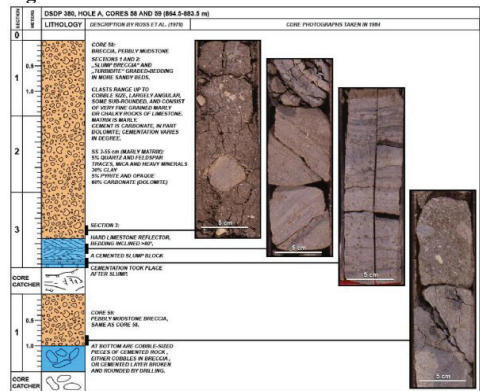 DSDP 380, HOLE A, CORES 58 AND 59 (864.5-883.5 m)
SECTION
METERS
LITHOLOGY
DESCRIPTION BY ROSS ET AL. (1978)
CORE PHOTOGRAPHS TAKEN IN 1984
0
CORE 58:
BRECCIA, PEBBLY MUDSTONE
SECTIONS 1 AND 2:
„SLUMP BRECCIA" AND
„TURBIDITE" GRADED-BEDDING
IN MORE SANDY BEDS.
1
0.5
1.0
CLASTS RANGE UP TO
COBBLE SIZE, LARGELY ANGULAR,
SOME SUB-ROUNDED, AND CONSIST
OF VERY FINE GRAINED MARLY
OR CHALKY ROCKS OF LIMESTONE.
MATRIX IS MARLY.
CEMENT IS CARBONATE, IN PART
DOLOMITE; CEMENTATION VARIES
IN DEGREE.
2
SS 3-55 cm (MARLY MATRIX):
5% QUARTZ AND FELDSPAR
TRACES, MICA AND HEAVY MINERALS
30% CLAY
5% PYRITE AND OPAQUE
60% CARBONATE (DOLOMITE)
3
SECTION 3:
HARD LIMESTONE REFLECTOR,
BEDDING INCLINED >60°,
A CEMENTED SLUMP BLOCK
CEMENTATION TOOK PLACE
AFTER SLUMP.
CORE
CATCHER
1
0.5
1.0
CORE 59:
PEBBLY MUDSTONE BRECCIA,
SAME AS CORE 58.
AT BOTTOM ARE COBBLE-SIZED
PIECES OF CEMENTED ROCK,
EITHER COBBLES IN BRECCIA,
OR CEMENTED LAYER BROKEN
AND ROUNDED BY DRILLING.
CORE
CATCHER
5 cm
5 cm
5 cm
5 cm